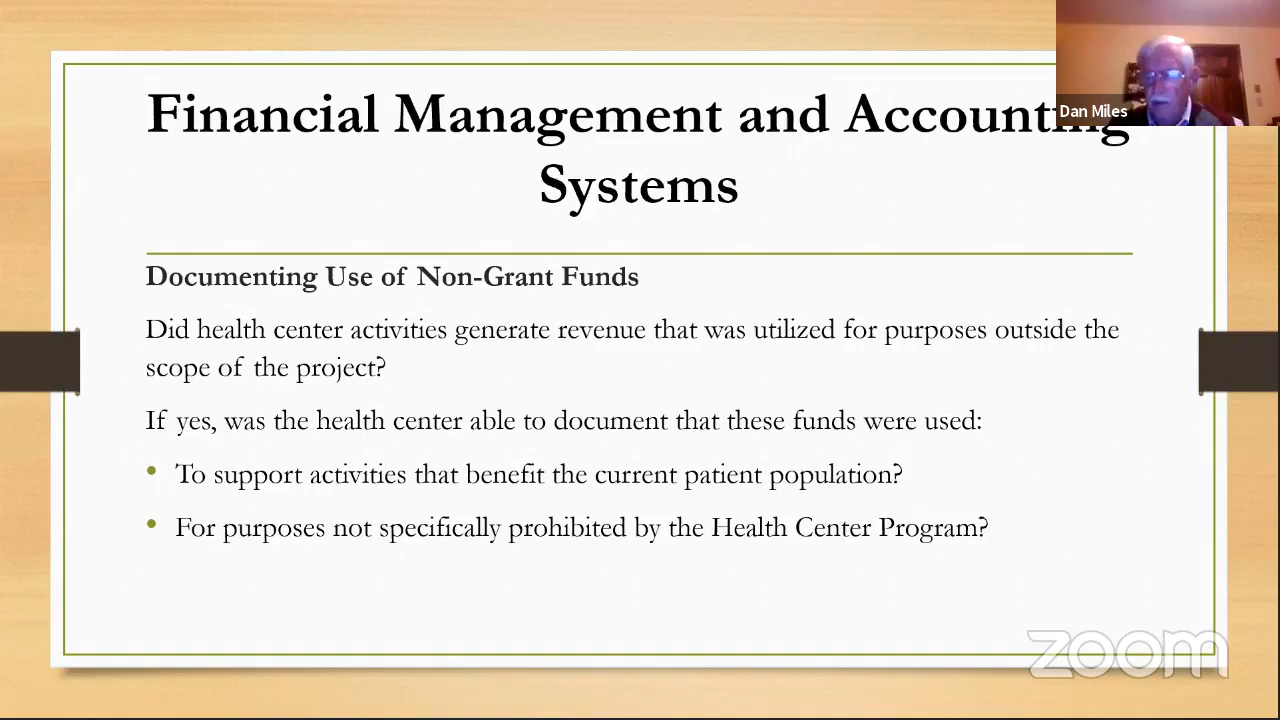 Financial Management and Accounting
Systems
Dan Miles
Documenting Use of Non-Grant Funds
Did health center activities generate revenue that was utilized for purposes outside the
scope of the project?
If yes, was the health center able to document that these funds were used:
• To support activities that benefit the current patient population?
• For purposes not specifically prohibited by the Health Center Program?
zoom